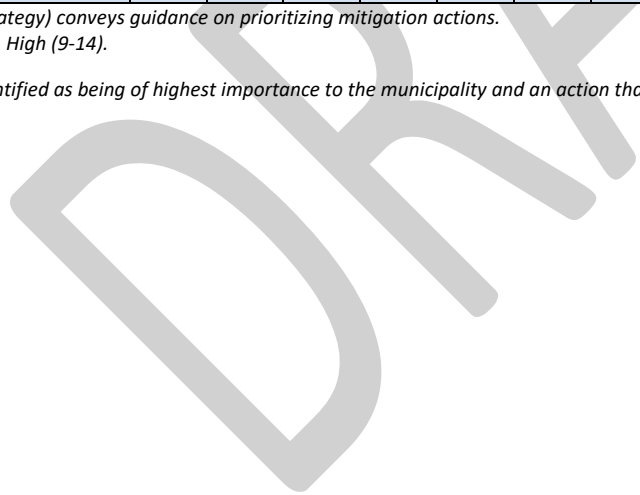 ategy) conveys guidance on prioritizing mitigation actions.
High (9-14).
ntified as being of highest importance to the municipality and an action tha
DRA